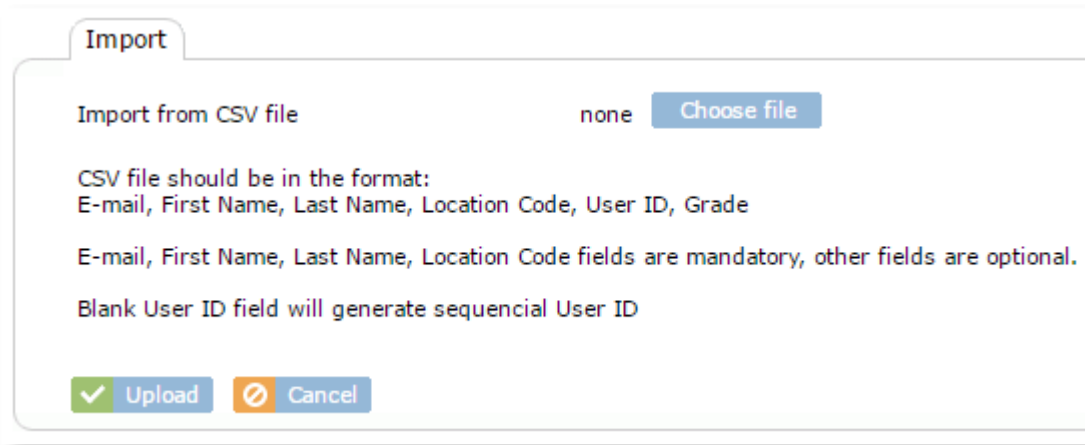 Import
Import from CSV file none Choose file
CSV file should be in the format:
E-mail, First Name, Last Name, Location Code, User ID, Grade
E-mail, First Name, Last Name, Location Code fields are mandatory, other fields are optional.
Blank User ID field will generate sequencial User ID
Upload Cancel